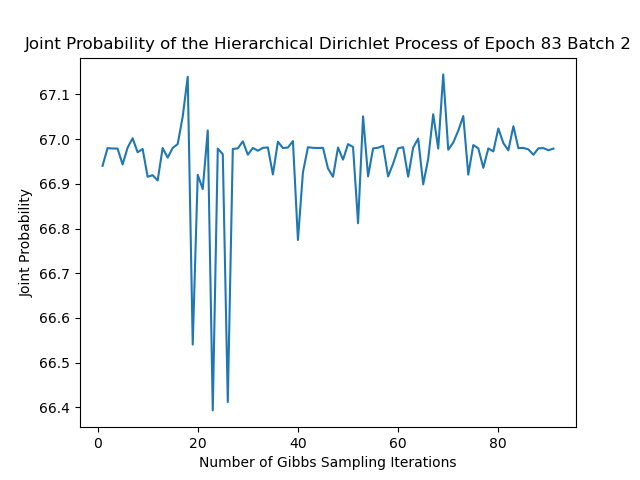 Joint Probability of the Hierarchical Dirichlet Process of Epoch 83 Batch 2
67.1
67.0
66.9
66.8
66.7
66.6
66.5
66.4
Joint Probability
0 20 40 60 80
Number of Gibbs Sampling Iterations